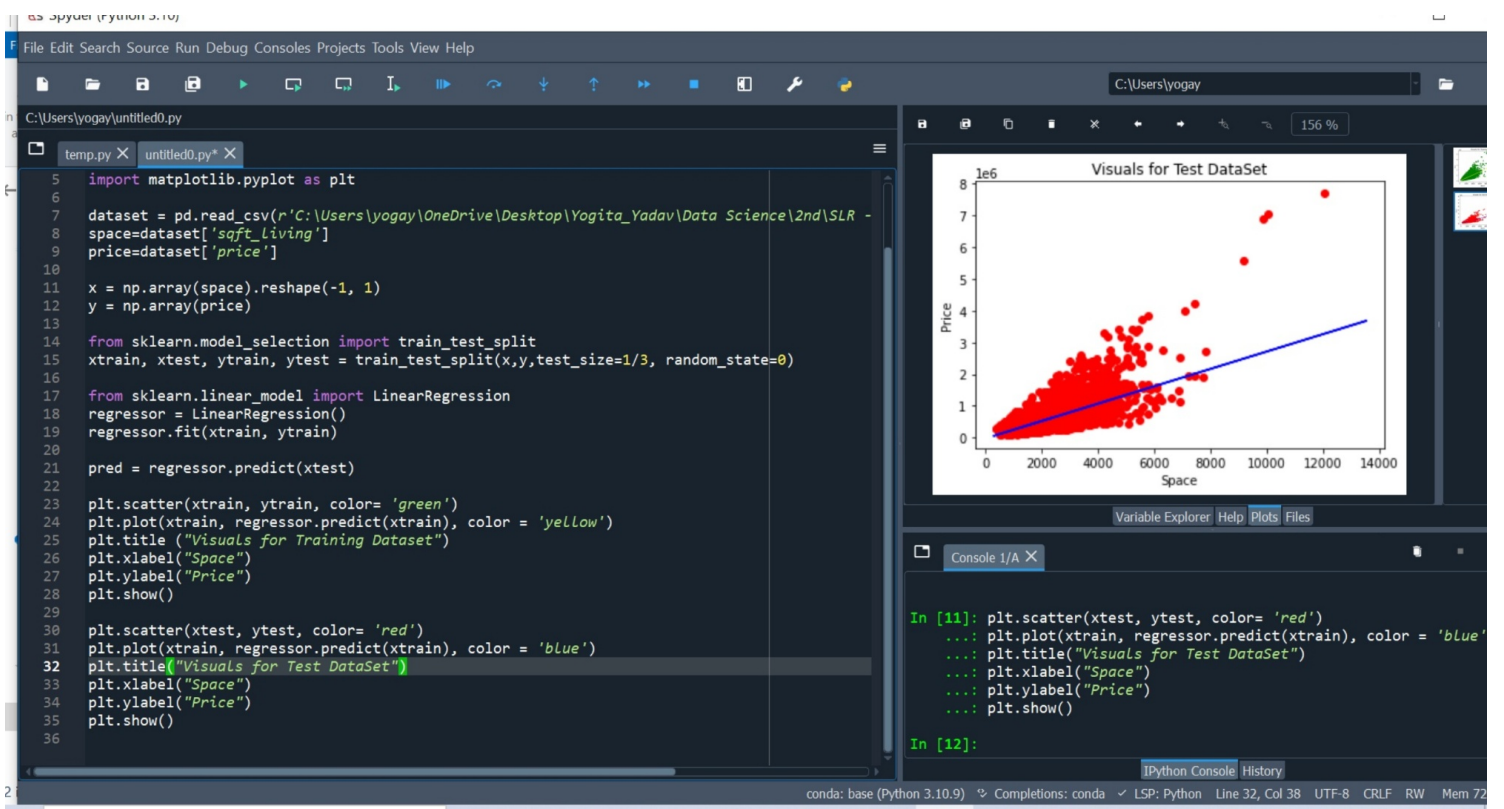 Spyder (Python 3.10)
File Edit Search Source Run Debug Consoles Projects Tools View Help
C:\Users\yogay
C:\Users\yogay\untitled0.py
temp.py untitled0.py*
5 import matplotlib.pyplot as plt
6
7 dataset = pd.read_csv(r'C:\Users\yogay\OneDrive\Desktop\Yogita_Yadav\Data Science\2nd\SLR -
8 space=dataset['sqft_living']
9 price=dataset['price']
10
11 x = np.array(space).reshape(-1, 1)
12 y = np.array(price)
13
14 from sklearn.model_selection import train_test_split
15 xtrain, xtest, ytrain, ytest = train_test_split(x,y,test_size=1/3, random_state=0)
16
17 from sklearn.linear_model import LinearRegression
18 regressor = LinearRegression()
19 regressor.fit(xtrain, ytrain)
20
21 pred = regressor.predict(xtest)
22
23 plt.scatter(xtrain, ytrain, color= 'green')
24 plt.plot(xtrain, regressor.predict(xtrain), color = 'yellow')
25 plt.title ("Visuals for Training Dataset")
26 plt.xlabel("Space")
27 plt.ylabel("Price")
28 plt.show()
29
30 plt.scatter(xtest, ytest, color= 'red')
31 plt.plot(xtrain, regressor.predict(xtrain), color = 'blue')
32 plt.title("Visuals for Test DataSet")
33 plt.xlabel("Space")
34 plt.ylabel("Price")
35 plt.show()
36
156 %
Visuals for Test DataSet
1e6
8
7
6
5
4
3
2
1
0
Price
0 2000 4000 6000 8000 10000 12000 14000
Space
Variable Explorer Help Plots Files
Console 1/A
In [11]: plt.scatter(xtest, ytest, color= 'red')
...: plt.plot(xtrain, regressor.predict(xtrain), color = 'blue'
...: plt.title("Visuals for Test DataSet")
...: plt.xlabel("Space")
...: plt.ylabel("Price")
...: plt.show()
In [12]:
IPython Console History
conda: base (Python 3.10.9) Completions: conda LSP: Python Line 32, Col 38 UTF-8 CRLF RW Mem 72